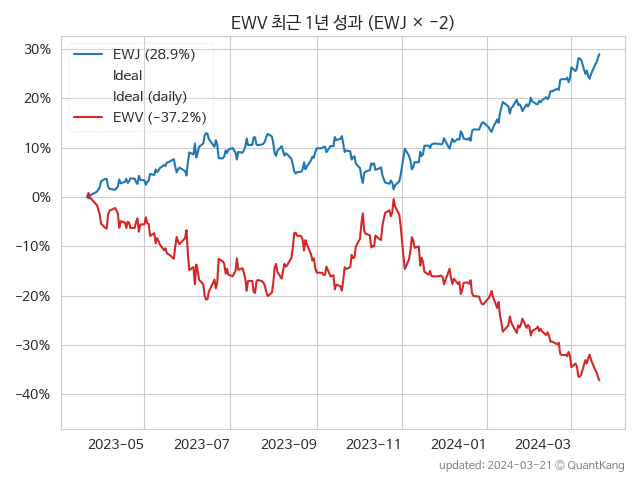 EWV 최근 1년 성과 (EWJ × −2)
30%
20%
10%
0%
−10%
−20%
−30%
−40%
EWJ (28.9%)
Ideal
Ideal (daily)
EWV (−37.2%)
2023−05
2023−07
2023−09
2023−11
2024−01
2024−03
updated: 2024−03−21 © QuantKang